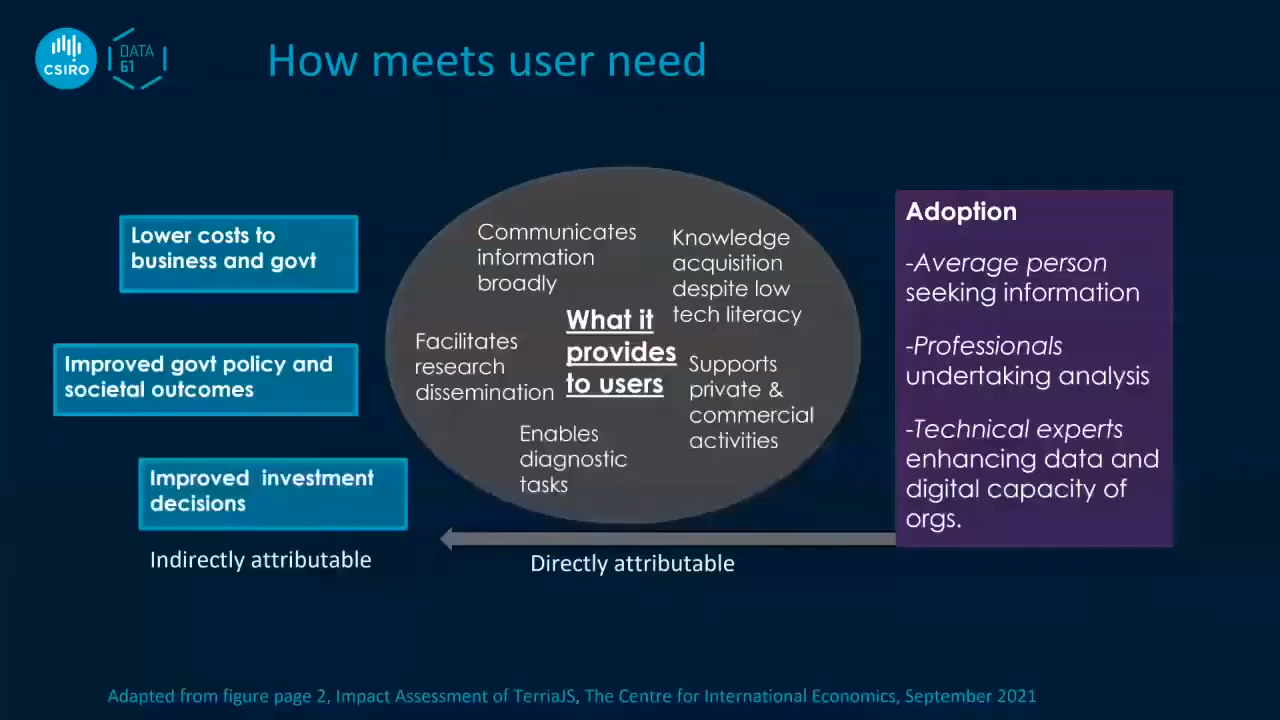 CSIRO
DATA
61
How meets user need
Lower costs to
business and govt
Improved govt policy and
societal outcomes
Improved  investment
decisions
Indirectly attributable
Communicates
information
broadly
Knowledge
acquisition
despite low
tech literacy
What it
provides
to users
Facilitates
research
dissemination
Supports
private &
commercial
activities
Enables
diagnostic
tasks
Directly attributable
Adoption
-Average person
seeking information
-Professionals
undertaking analysis
-Technical experts
enhancing data and
digital capacity of
orgs.
Adapted from figure page 2, Impact Assessment of TerriaJS, The Centre for International Economics, September 2021